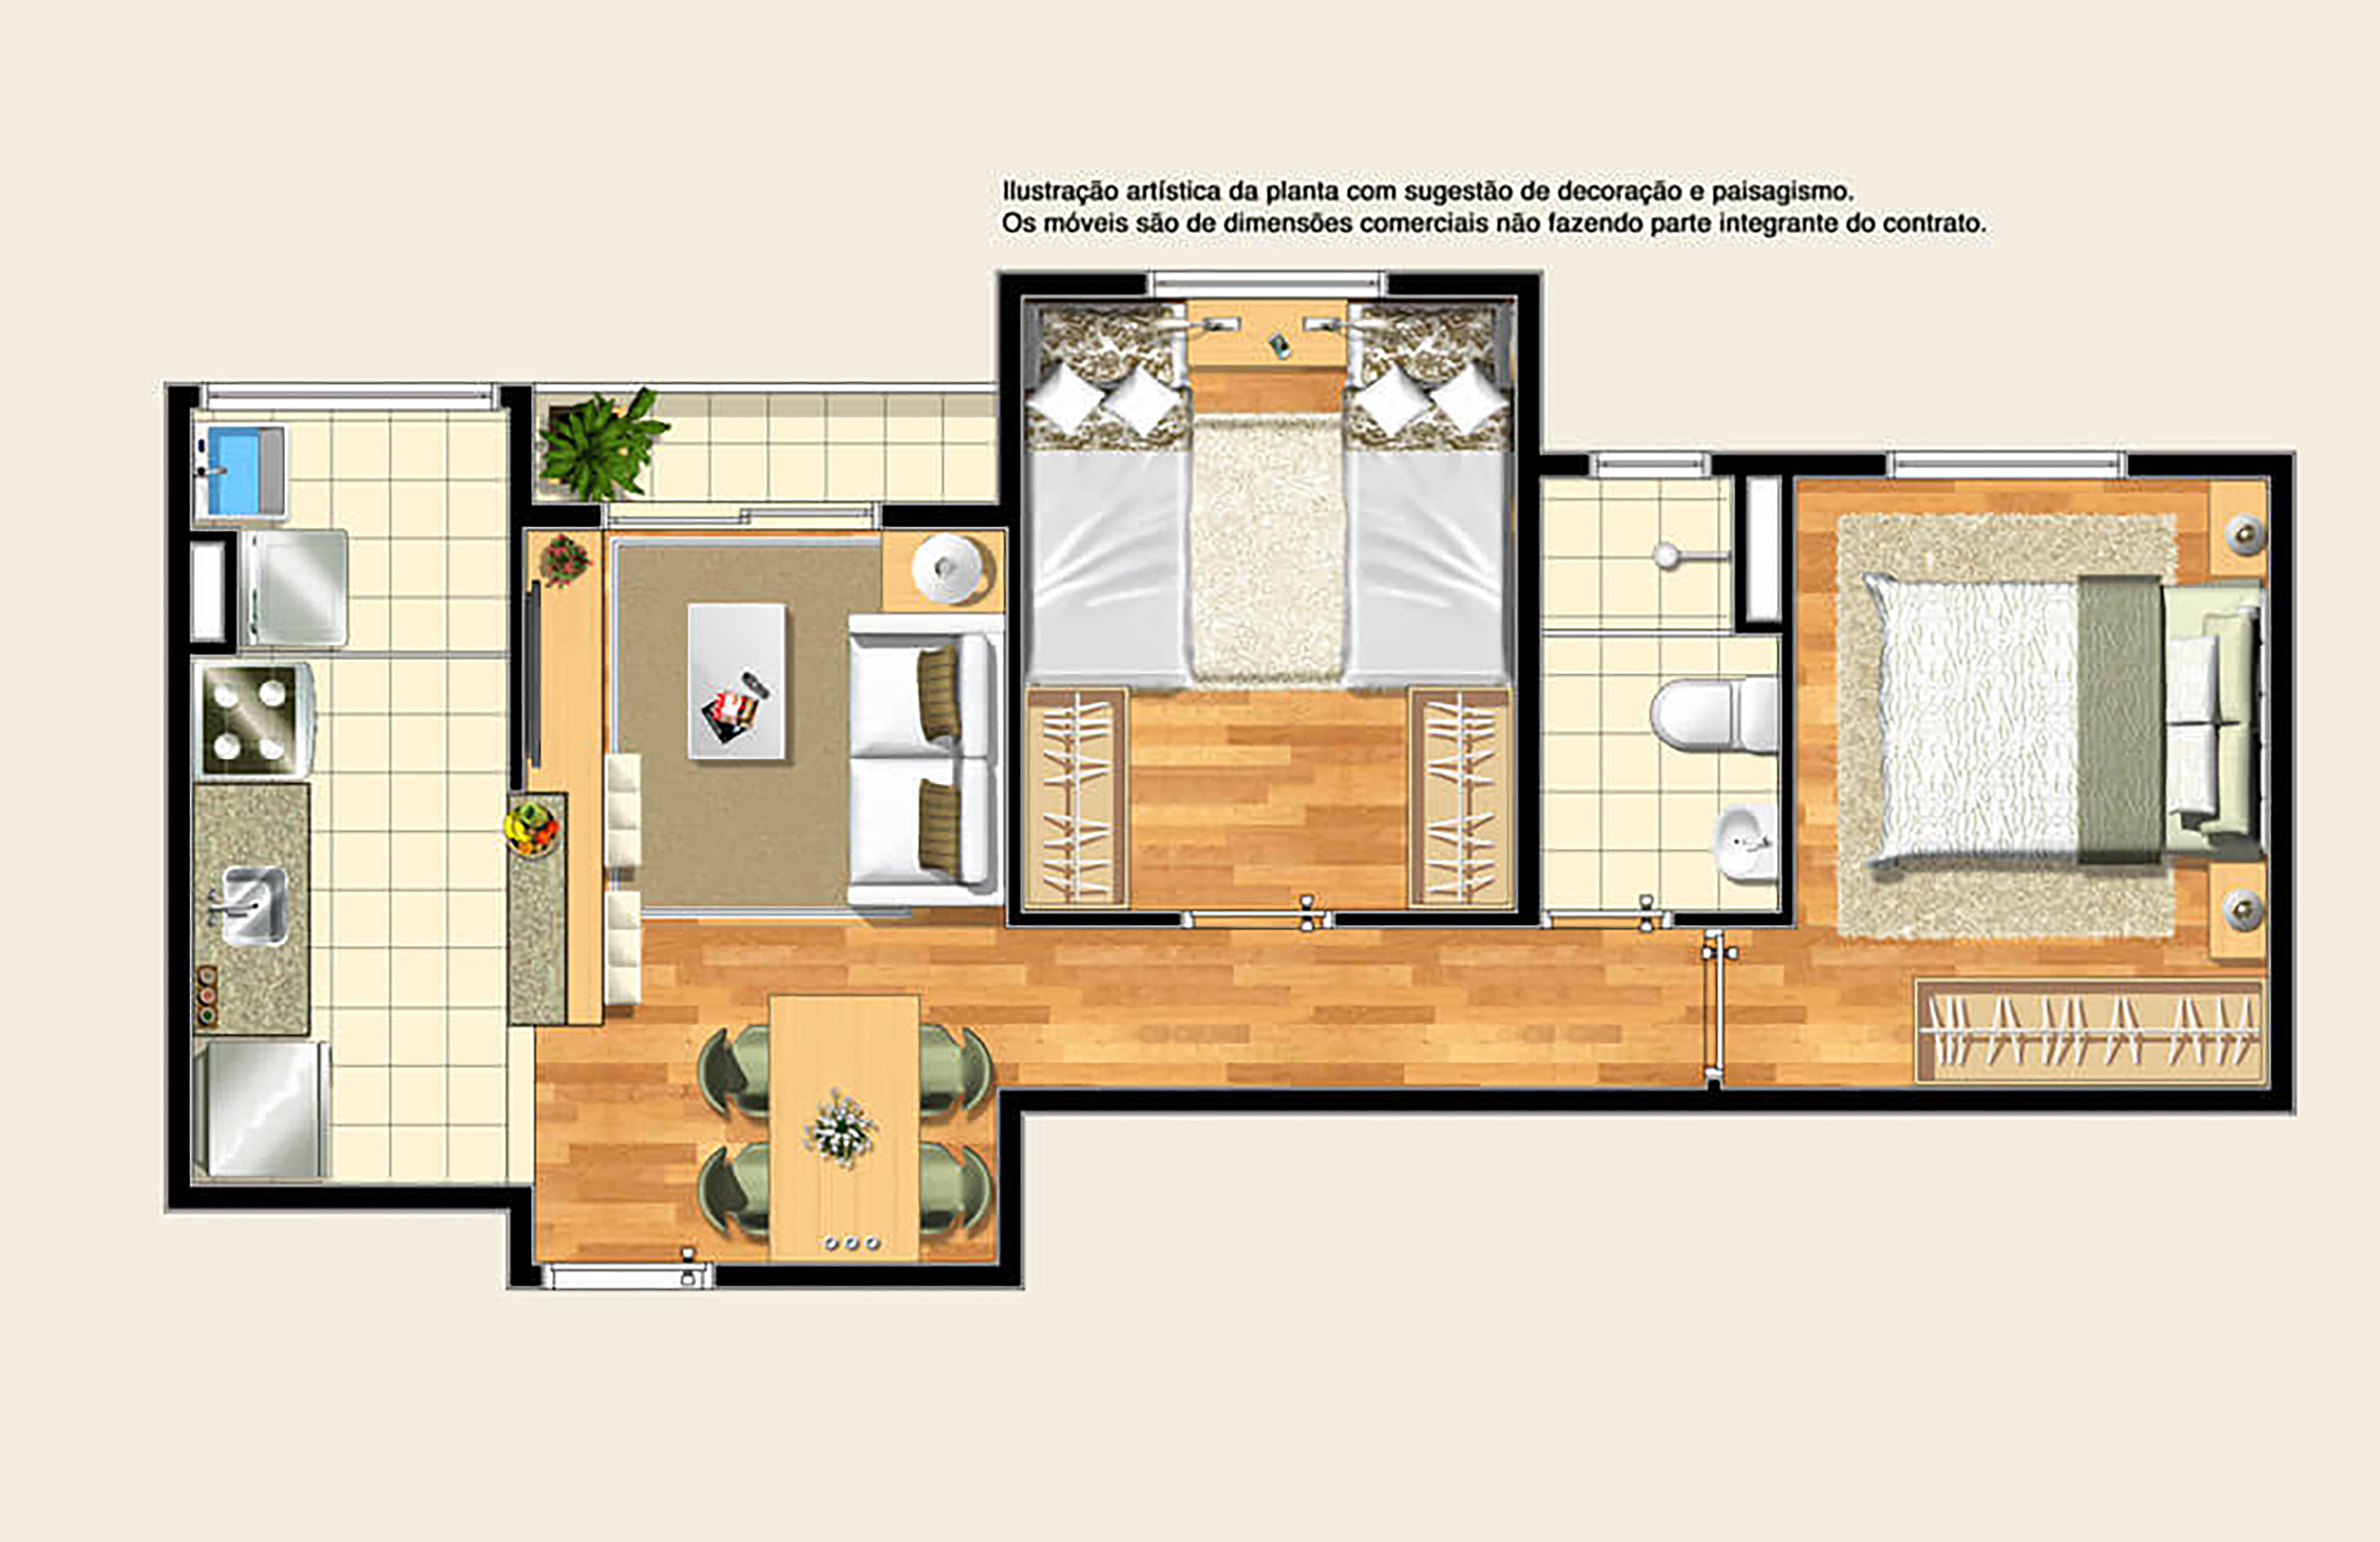 Ilustração artística da planta com sugestão de decoração e paisagismo.
Os móveis são de dimensões comerciais não fazendo parte integrante do contrato.